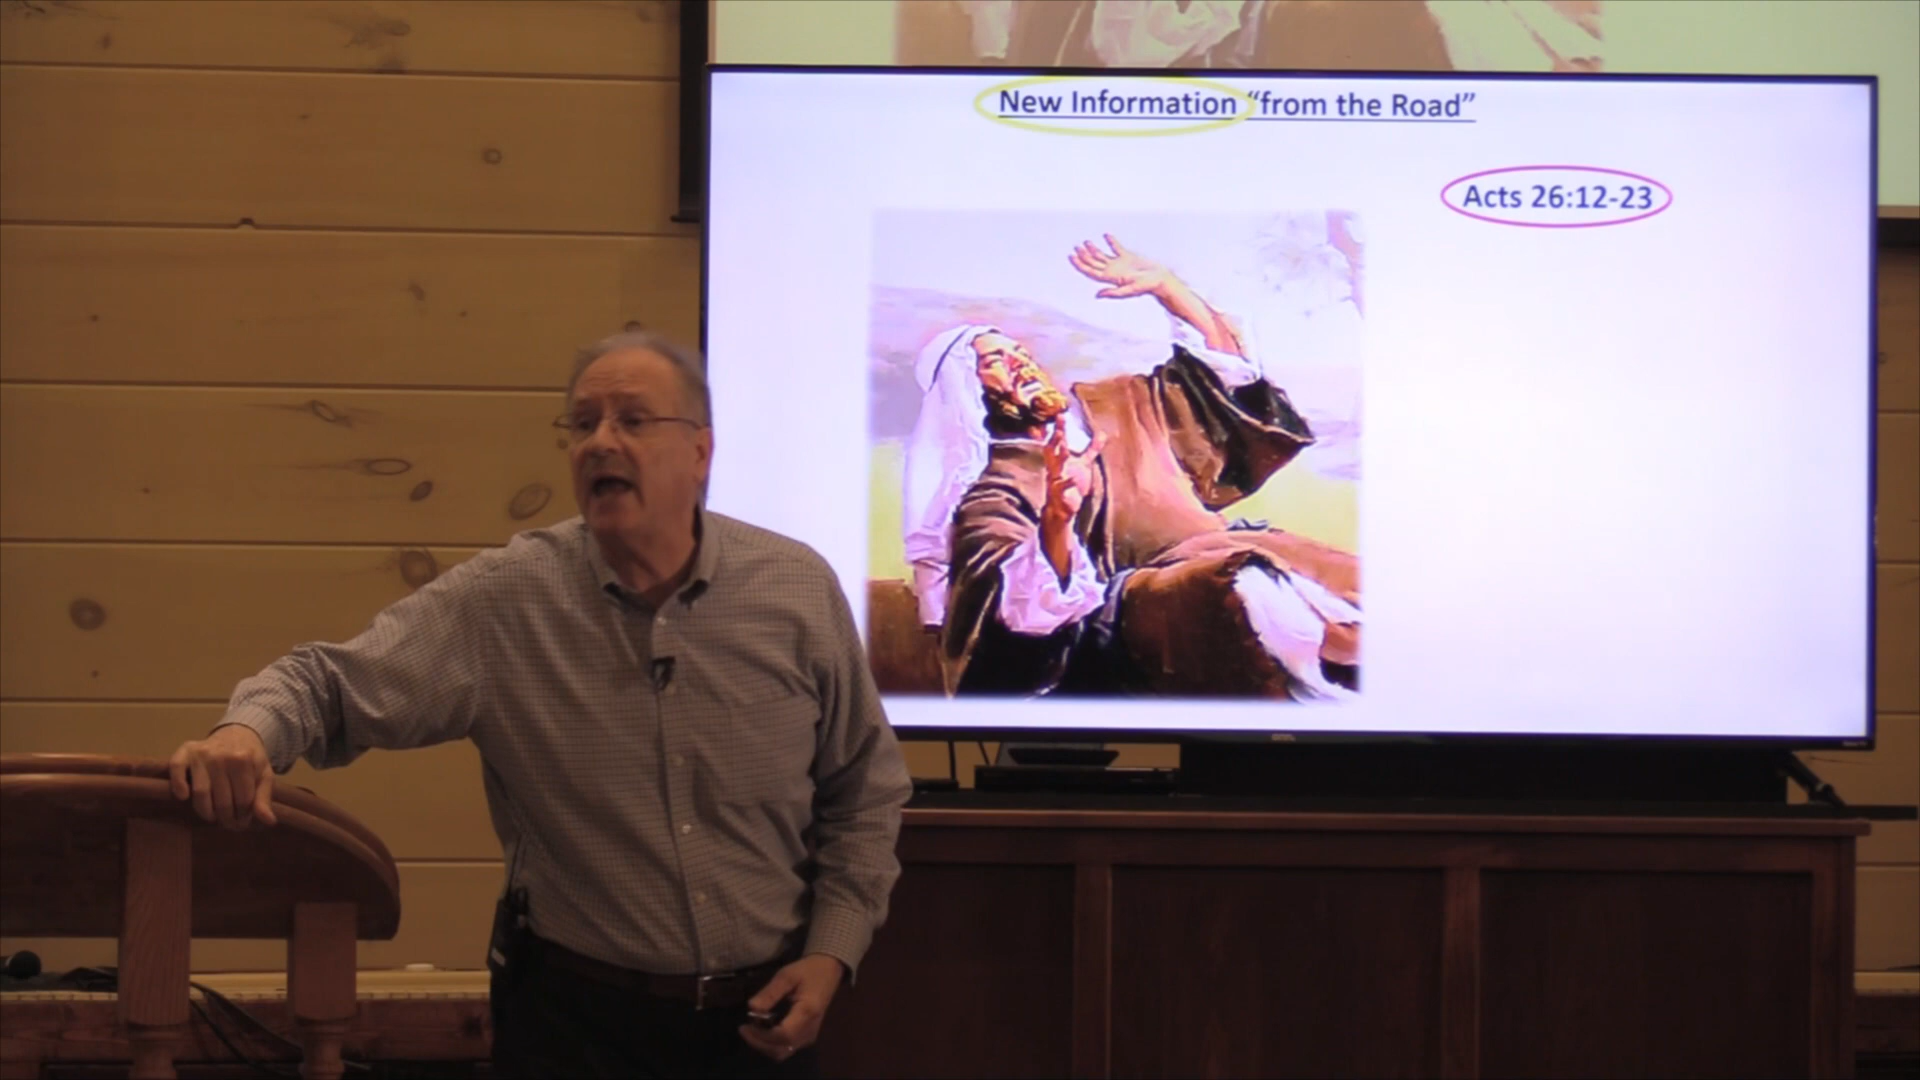 New Information “from the Road”
Acts 26:12-23